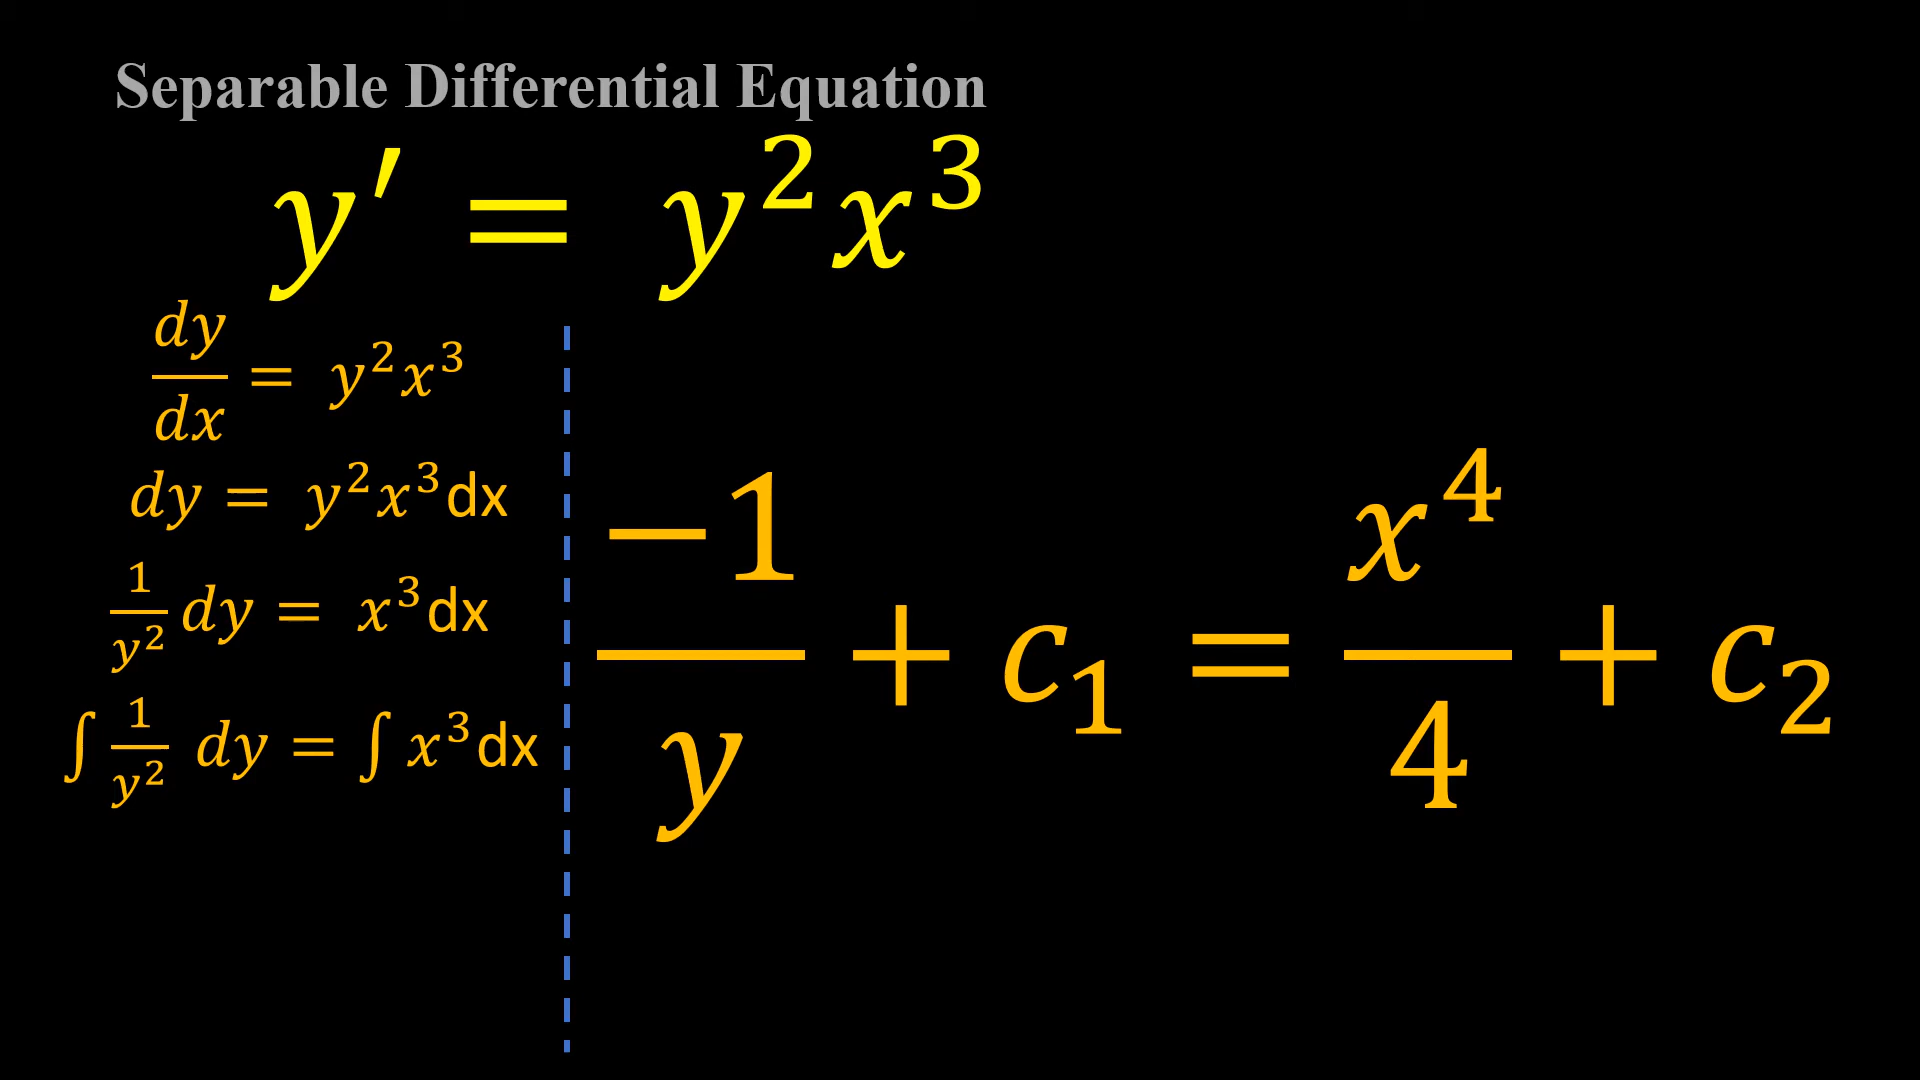 Separable Differential Equation
y′ = y²x³
dy/dx = y²x³
dy = y²x³dx
1/y² dy = x³dx
∫ 1/y² dy = ∫ x³dx
−1/y + c₁ = x⁴/4 + c₂